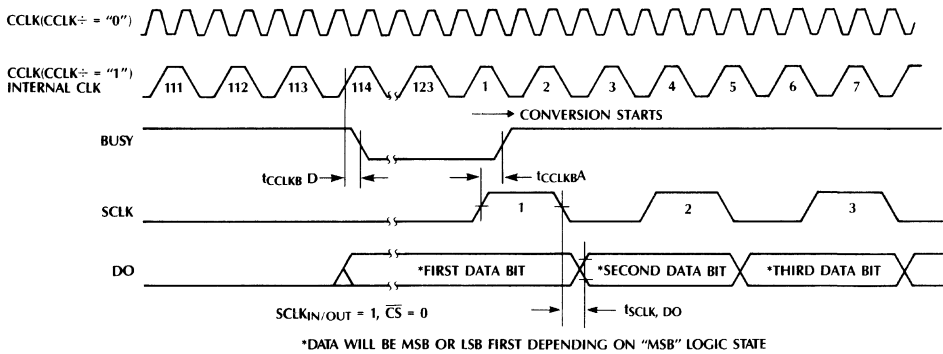 CCLK(CCLK÷ = “0”)
CCLK(CCLK÷ = “1”)
INTERNAL CLK
111 112 113 114 123 1 2 3 4 5 6 7
CONVERSION STARTS
BUSY
tCCLKB D
tCCLKBA
SCLK
1 2 3
DO
*FIRST DATA BIT *SECOND DATA BIT *THIRD DATA BIT
SCLKIN/OUT = 1, CS = 0
tSCLK, DO
*DATA WILL BE MSB OR LSB FIRST DEPENDING ON “MSB” LOGIC STATE